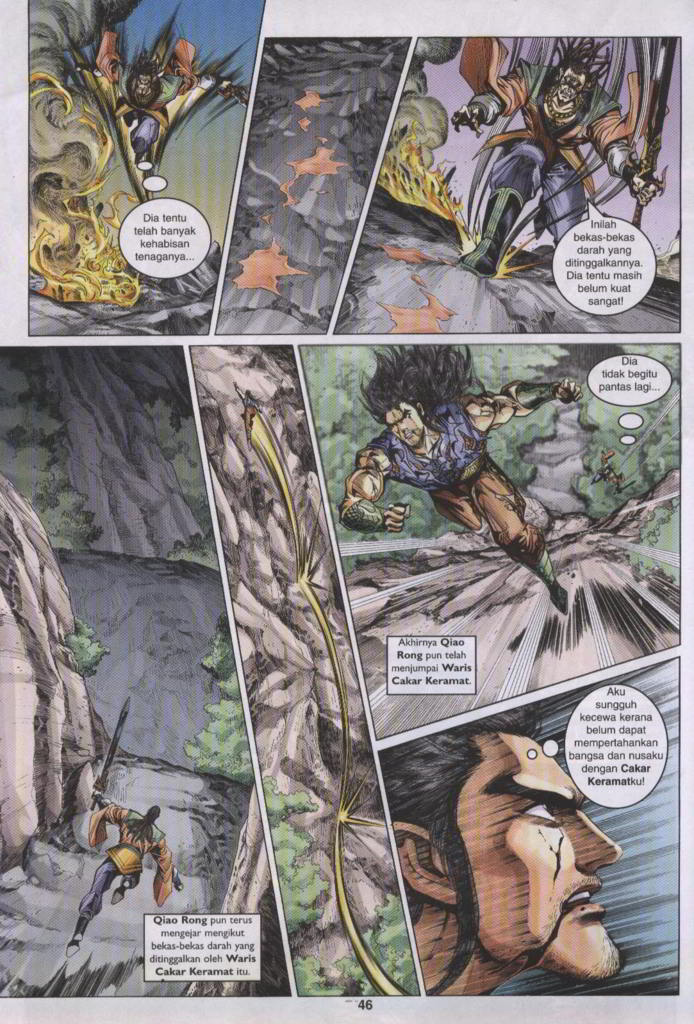 Dia tentu
telah banyak
kehabisan
tenaganya...
Inilah
bekas-bekas
darah yang
ditinggalkannya.
Dia tentu masih
belum kuat
sangat!
Dia
tidak begitu
pantas lagi...
Akhirnya Qiao
Rong pun telah
menjumpai Waris
Cakar Keramat.
Aku
sungguh
kecewa kerana
belum dapat
mempertahankan
bangsa dan nusaku
dengan Cakar
Keramatku!
Qiao Rong pun terus
mengejar mengikut
bekas-bekas darah yang
ditinggalkan oleh Waris
Cakar Keramat itu.
46